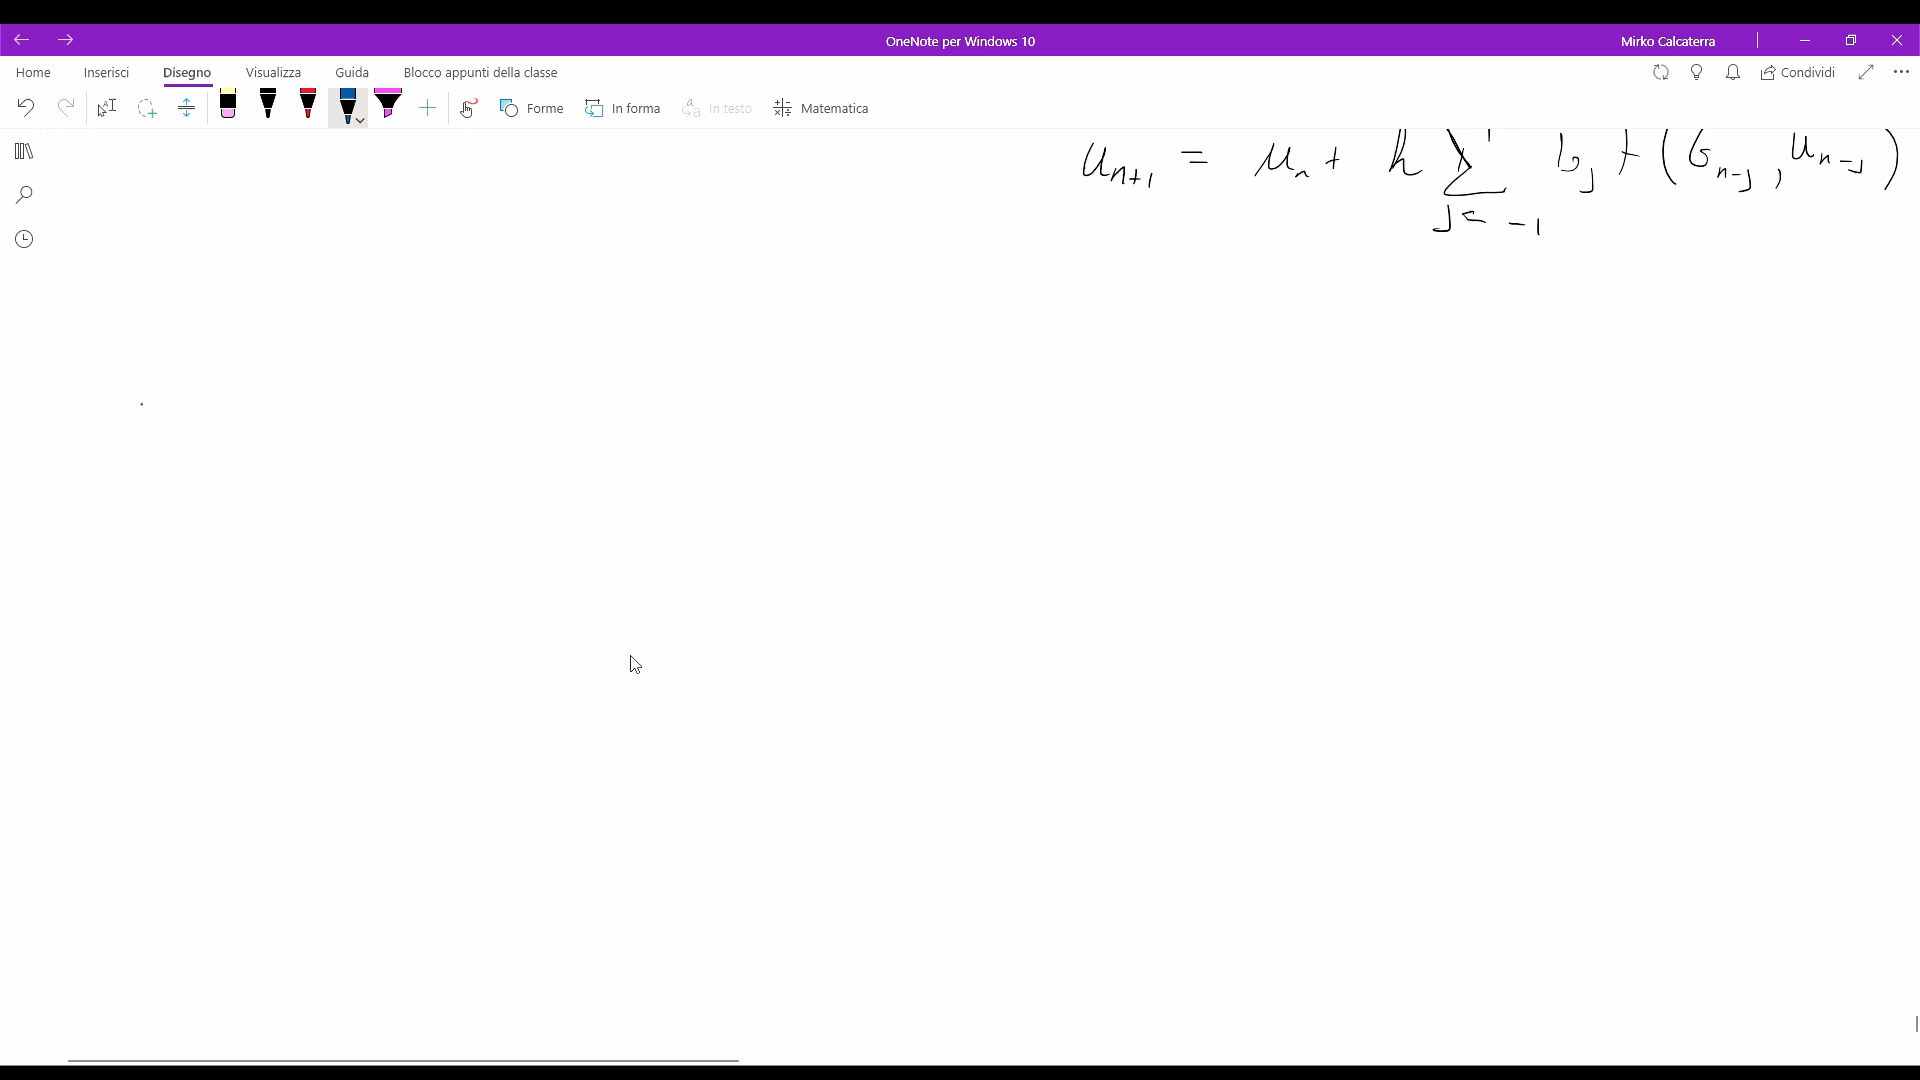 OneNote per Windows 10
Mirko Calcaterra
Home Inserisci Disegno Visualizza Guida Blocco appunti della classe
Condividi
Forme In forma In testo Matematica
u_{n+1} = u_n + h ∑ b_j f(t_{n-j}, u_{n-j})
j = -1